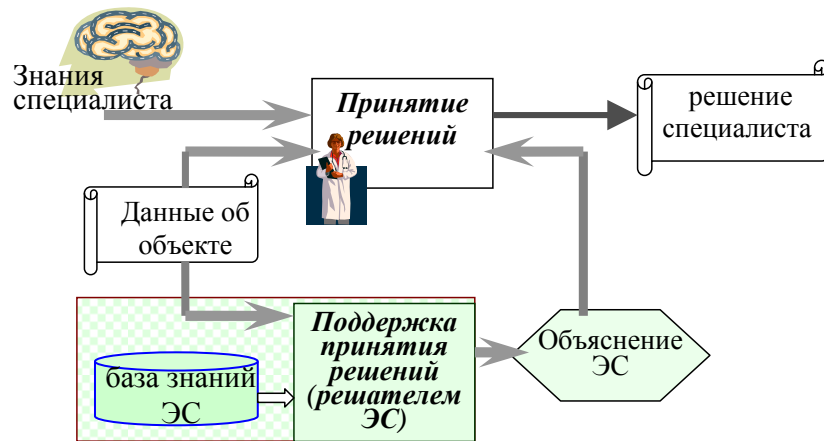 Знания
специалиста
Принятие
решений
решение
специалиста
Данные об
объекте
Поддержка
принятия
решений
(решателем
ЭС)
база знаний
ЭС
Объяснение
ЭС